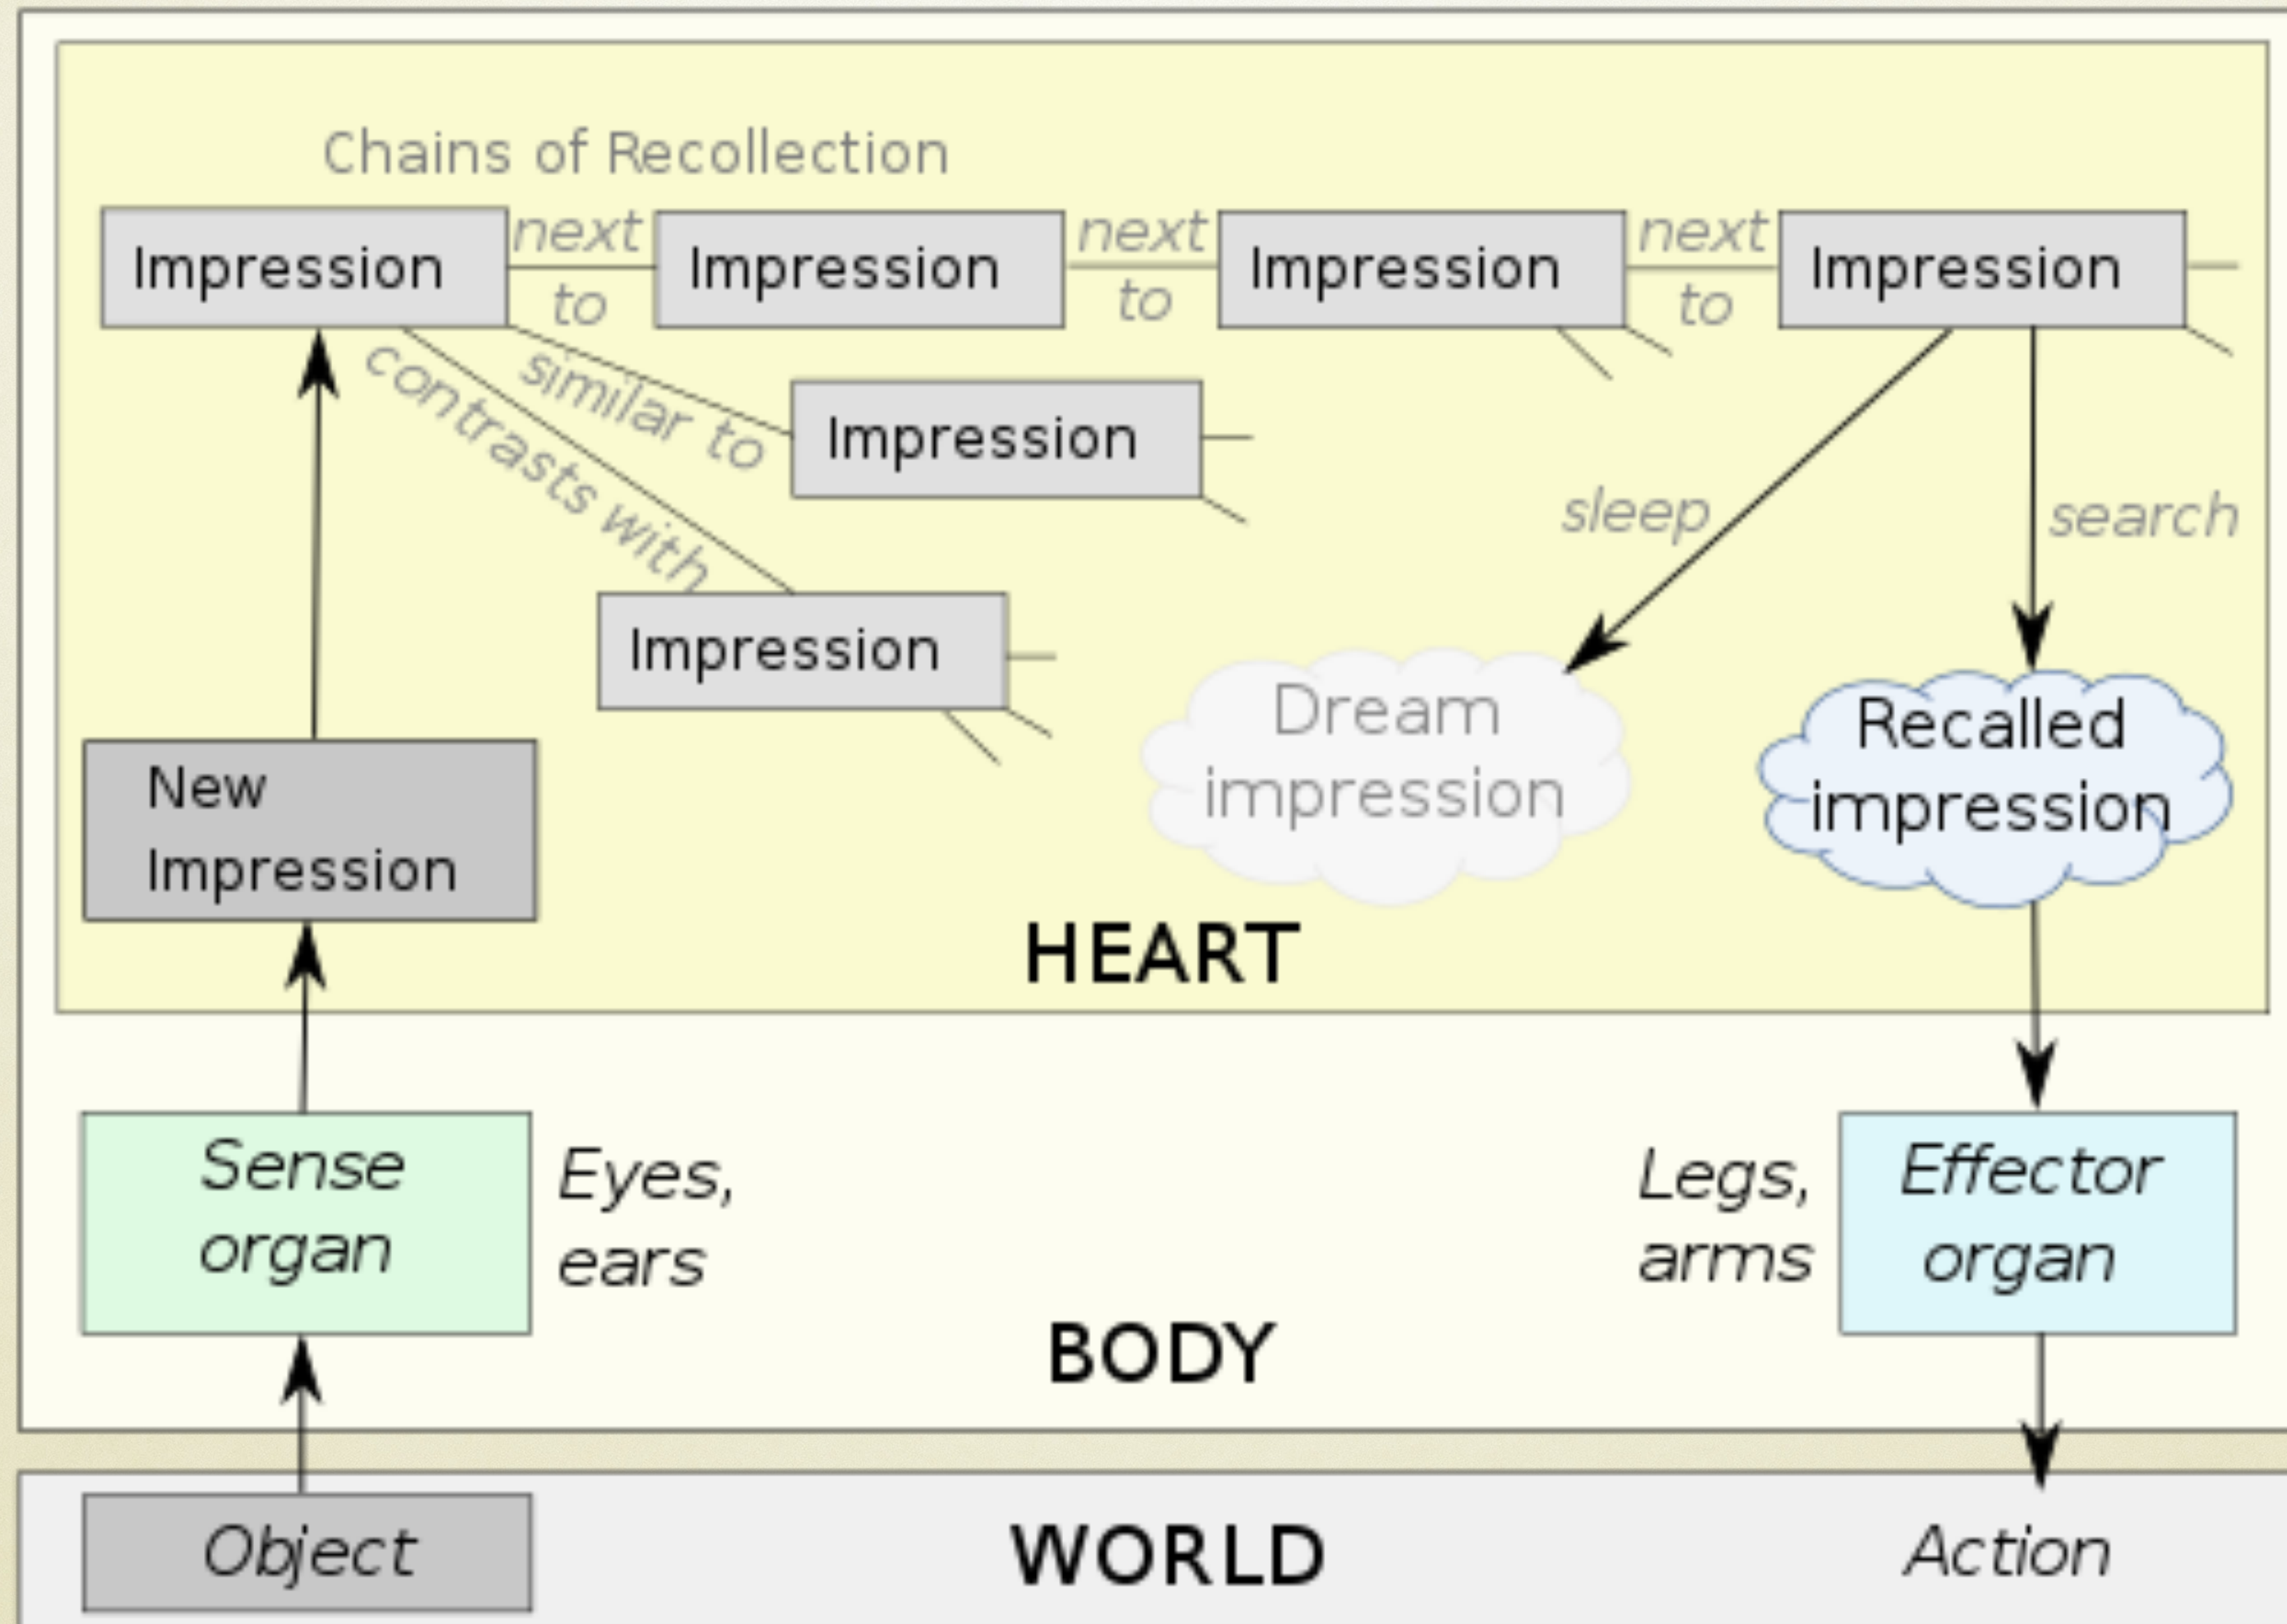 Chains of Recollection
Impression
next
to
Impression
next
to
Impression
next
to
Impression
contrasts with
similar to
Impression
Impression
sleep
search
New
Impression
Dream
impression
Recalled
impression
HEART
Sense
organ
Eyes,
ears
Legs,
arms
Effector
organ
BODY
Object
WORLD
Action